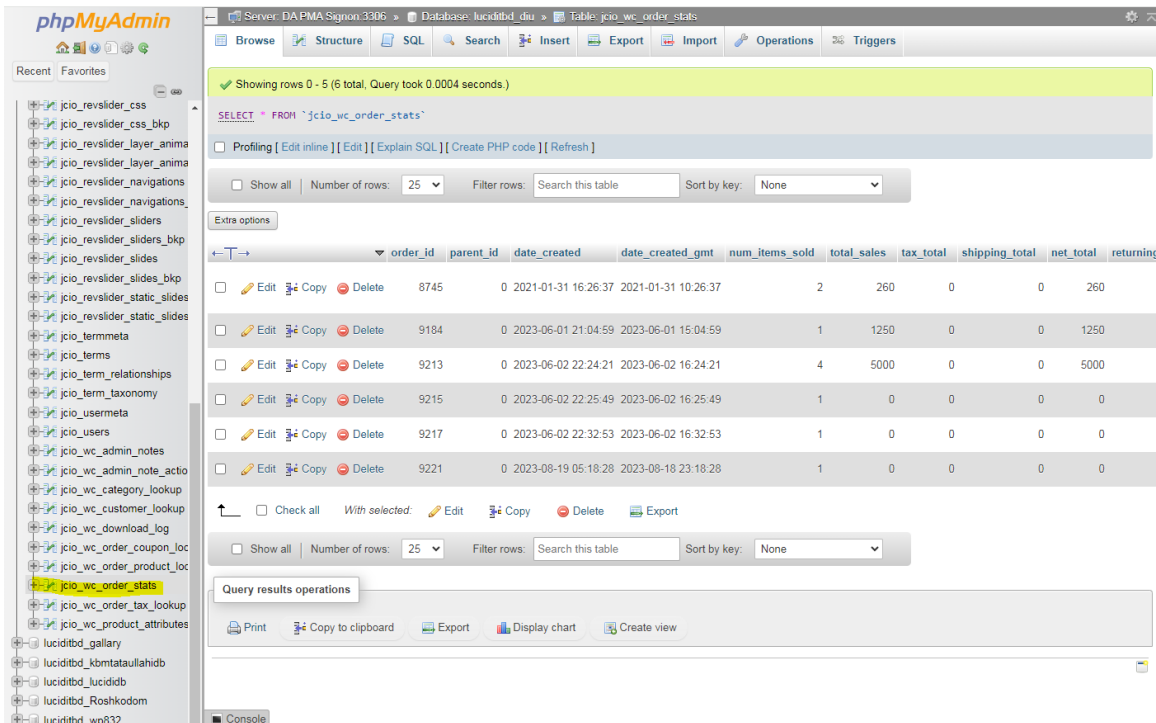 phpMyAdmin
Recent Favorites
jcio_revslider_css
jcio_revslider_css_bkp
jcio_revslider_layer_anima
jcio_revslider_layer_anima
jcio_revslider_navigations
jcio_revslider_navigations_
jcio_revslider_sliders
jcio_revslider_sliders_bkp
jcio_revslider_slides
jcio_revslider_slides_bkp
jcio_revslider_static_slides
jcio_revslider_static_slides
jcio_termmeta
jcio_terms
jcio_term_relationships
jcio_term_taxonomy
jcio_usermeta
jcio_users
jcio_wc_admin_notes
jcio_wc_admin_note_actio
jcio_wc_category_lookup
jcio_wc_customer_lookup
jcio_wc_download_log
jcio_wc_order_coupon_loc
jcio_wc_order_product_loc
jcio_wc_order_stats
jcio_wc_order_tax_lookup
jcio_wc_product_attributes
luciditbd_gallary
luciditbd_kbmtataullahidb
luciditbd_lucididb
luciditbd_Roshkodom
luciditbd_wp832
Server: DA PMA Signon:3306 » Database: luciditbd_diu » Table: jcio_wc_order_stats
Browse Structure SQL Search Insert Export Import Operations Triggers
Showing rows 0 - 5 (6 total, Query took 0.0004 seconds.)
SELECT * FROM `jcio_wc_order_stats`
Profiling [ Edit inline ] [ Edit ] [ Explain SQL ] [ Create PHP code ] [ Refresh ]
Show all | Number of rows: 25 Filter rows: Search this table Sort by key: None
Extra options
←T→ order_id parent_id date_created date_created_gmt num_items_sold total_sales tax_total shipping_total net_total returning
Edit Copy Delete 8745 0 2021-01-31 16:26:37 2021-01-31 10:26:37 2 260 0 0 260
Edit Copy Delete 9184 0 2023-06-01 21:04:59 2023-06-01 15:04:59 1 1250 0 0 1250
Edit Copy Delete 9213 0 2023-06-02 22:24:21 2023-06-02 16:24:21 4 5000 0 0 5000
Edit Copy Delete 9215 0 2023-06-02 22:25:49 2023-06-02 16:25:49 1 0 0 0 0
Edit Copy Delete 9217 0 2023-06-02 22:32:53 2023-06-02 16:32:53 1 0 0 0 0
Edit Copy Delete 9221 0 2023-08-19 05:18:28 2023-08-18 23:18:28 1 0 0 0 0
Check all With selected: Edit Copy Delete Export
Show all | Number of rows: 25 Filter rows: Search this table Sort by key: None
Query results operations
Print Copy to clipboard Export Display chart Create view
Console